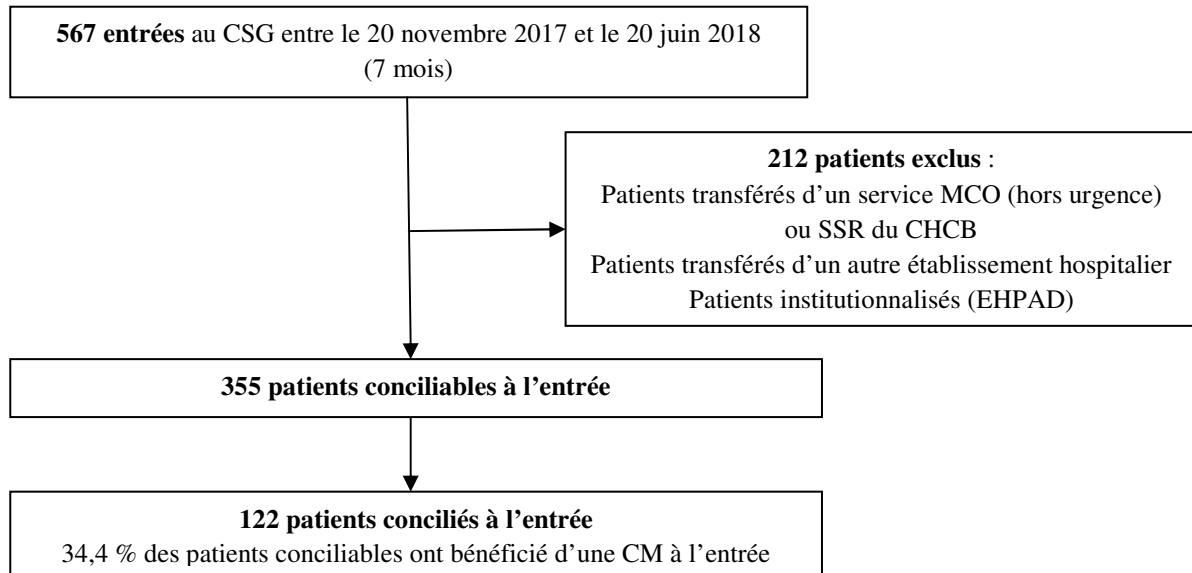 567 entrées au CSG entre le 20 novembre 2017 et le 20 juin 2018
(7 mois)
212 patients exclus :
Patients transférés d’un service MCO (hors urgence)
ou SSR du CHCB
Patients transférés d’un autre établissement hospitalier
Patients institutionnalisés (EHPAD)
355 patients conciliables à l’entrée
122 patients conciliés à l’entrée
34,4 % des patients conciliables ont bénéficié d’une CM à l’entrée